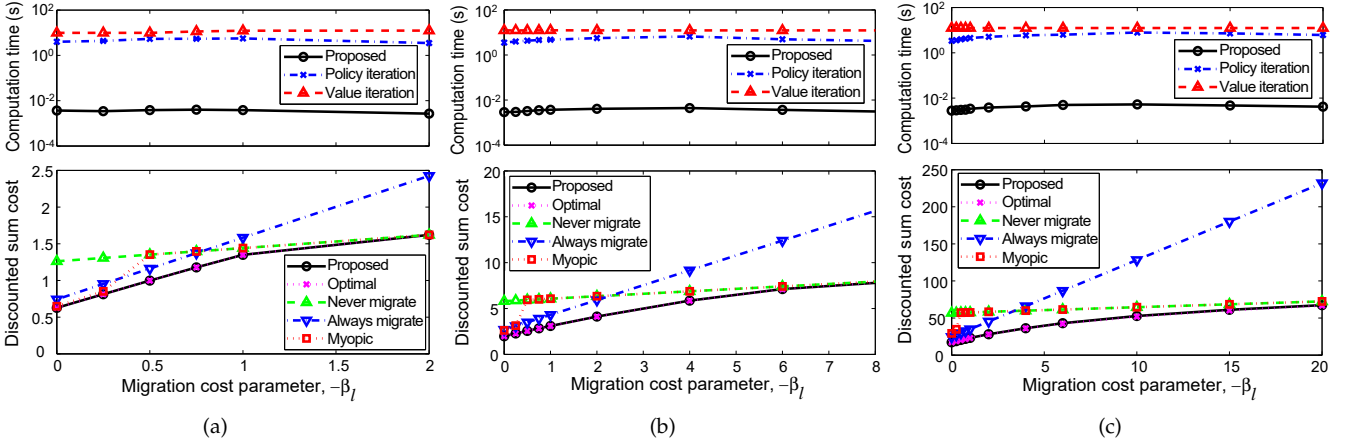 Computation time (s)
10^2
10^0
10^-2
10^-4
Proposed
Policy iteration
Value iteration
Discounted sum cost
2.5
2
1.5
1
0.5
0
Proposed
Optimal
Never migrate
Always migrate
Myopic
0 0.5 1 1.5 2
Migration cost parameter, −β_l
(a)
Computation time (s)
10^2
10^0
10^-2
10^-4
Proposed
Policy iteration
Value iteration
Discounted sum cost
20
15
10
5
0
Proposed
Optimal
Never migrate
Always migrate
Myopic
0 1 2 3 4 5 6 7 8
Migration cost parameter, −β_l
(b)
Computation time (s)
10^2
10^0
10^-2
10^-4
Proposed
Policy iteration
Value iteration
Discounted sum cost
250
200
150
100
50
0
Proposed
Optimal
Never migrate
Always migrate
Myopic
0 5 10 15 20
Migration cost parameter, −β_l
(c)